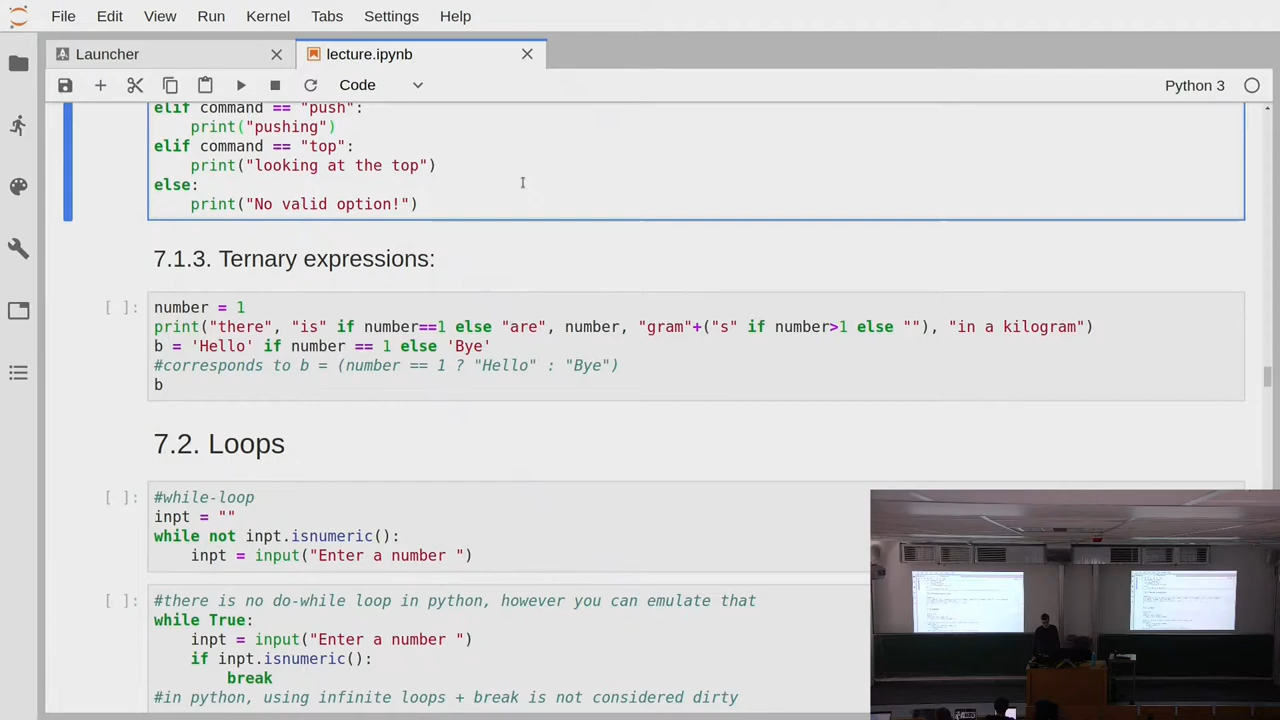 File Edit View Run Kernel Tabs Settings Help
Launcher
lecture.ipynb
Code
Python 3
elif command == "push":
print("pushing")
elif command == "top":
print("looking at the top")
else:
print("No valid option!")
7.1.3. Ternary expressions:
[ ]:
number = 1
print("there", "is" if number==1 else "are", number, "gram"+("s" if number>1 else ""), "in a kilogram")
b = 'Hello' if number == 1 else 'Bye'
#corresponds to b = (number == 1 ? "Hello" : "Bye")
b
7.2. Loops
[ ]:
#while-loop
inpt = ""
while not inpt.isnumeric():
inpt = input("Enter a number ")
[ ]:
#there is no do-while loop in python, however you can emulate that
while True:
inpt = input("Enter a number ")
if inpt.isnumeric():
break
#in python, using infinite loops + break is not considered dirty